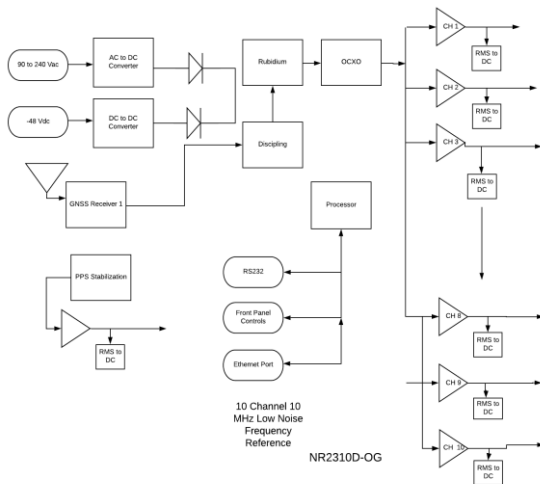 90 to 240 Vac
AC to DC
Converter
-48 Vdc
DC to DC
Converter
Rubidium
OCXO
Discipling
GNSS Receiver 1
Processor
PPS Stabilization
RMS to
DC
RS232
Front Panel
Controls
Ethernet Port
10 Channel 10
MHz Low Noise
Frequency
Reference
NR2310D-OG
CH 1
RMS to
DC
CH 2
RMS to
DC
CH 3
RMS to
DC
CH 8
RMS to
DC
CH 9
RMS to
DC
CH 10
RMS to
DC